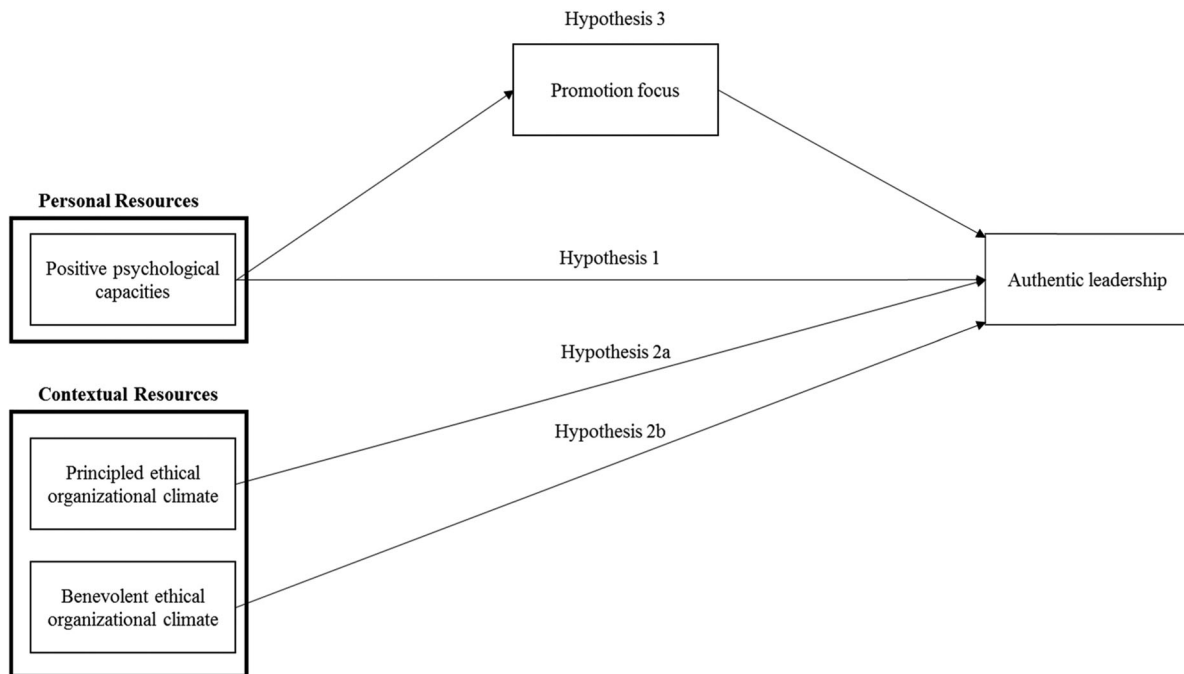 Hypothesis 3
Promotion focus
Personal Resources
Positive psychological
capacities
Hypothesis 1
Authentic leadership
Hypothesis 2a
Contextual Resources
Hypothesis 2b
Principled ethical
organizational climate
Benevolent ethical
organizational climate